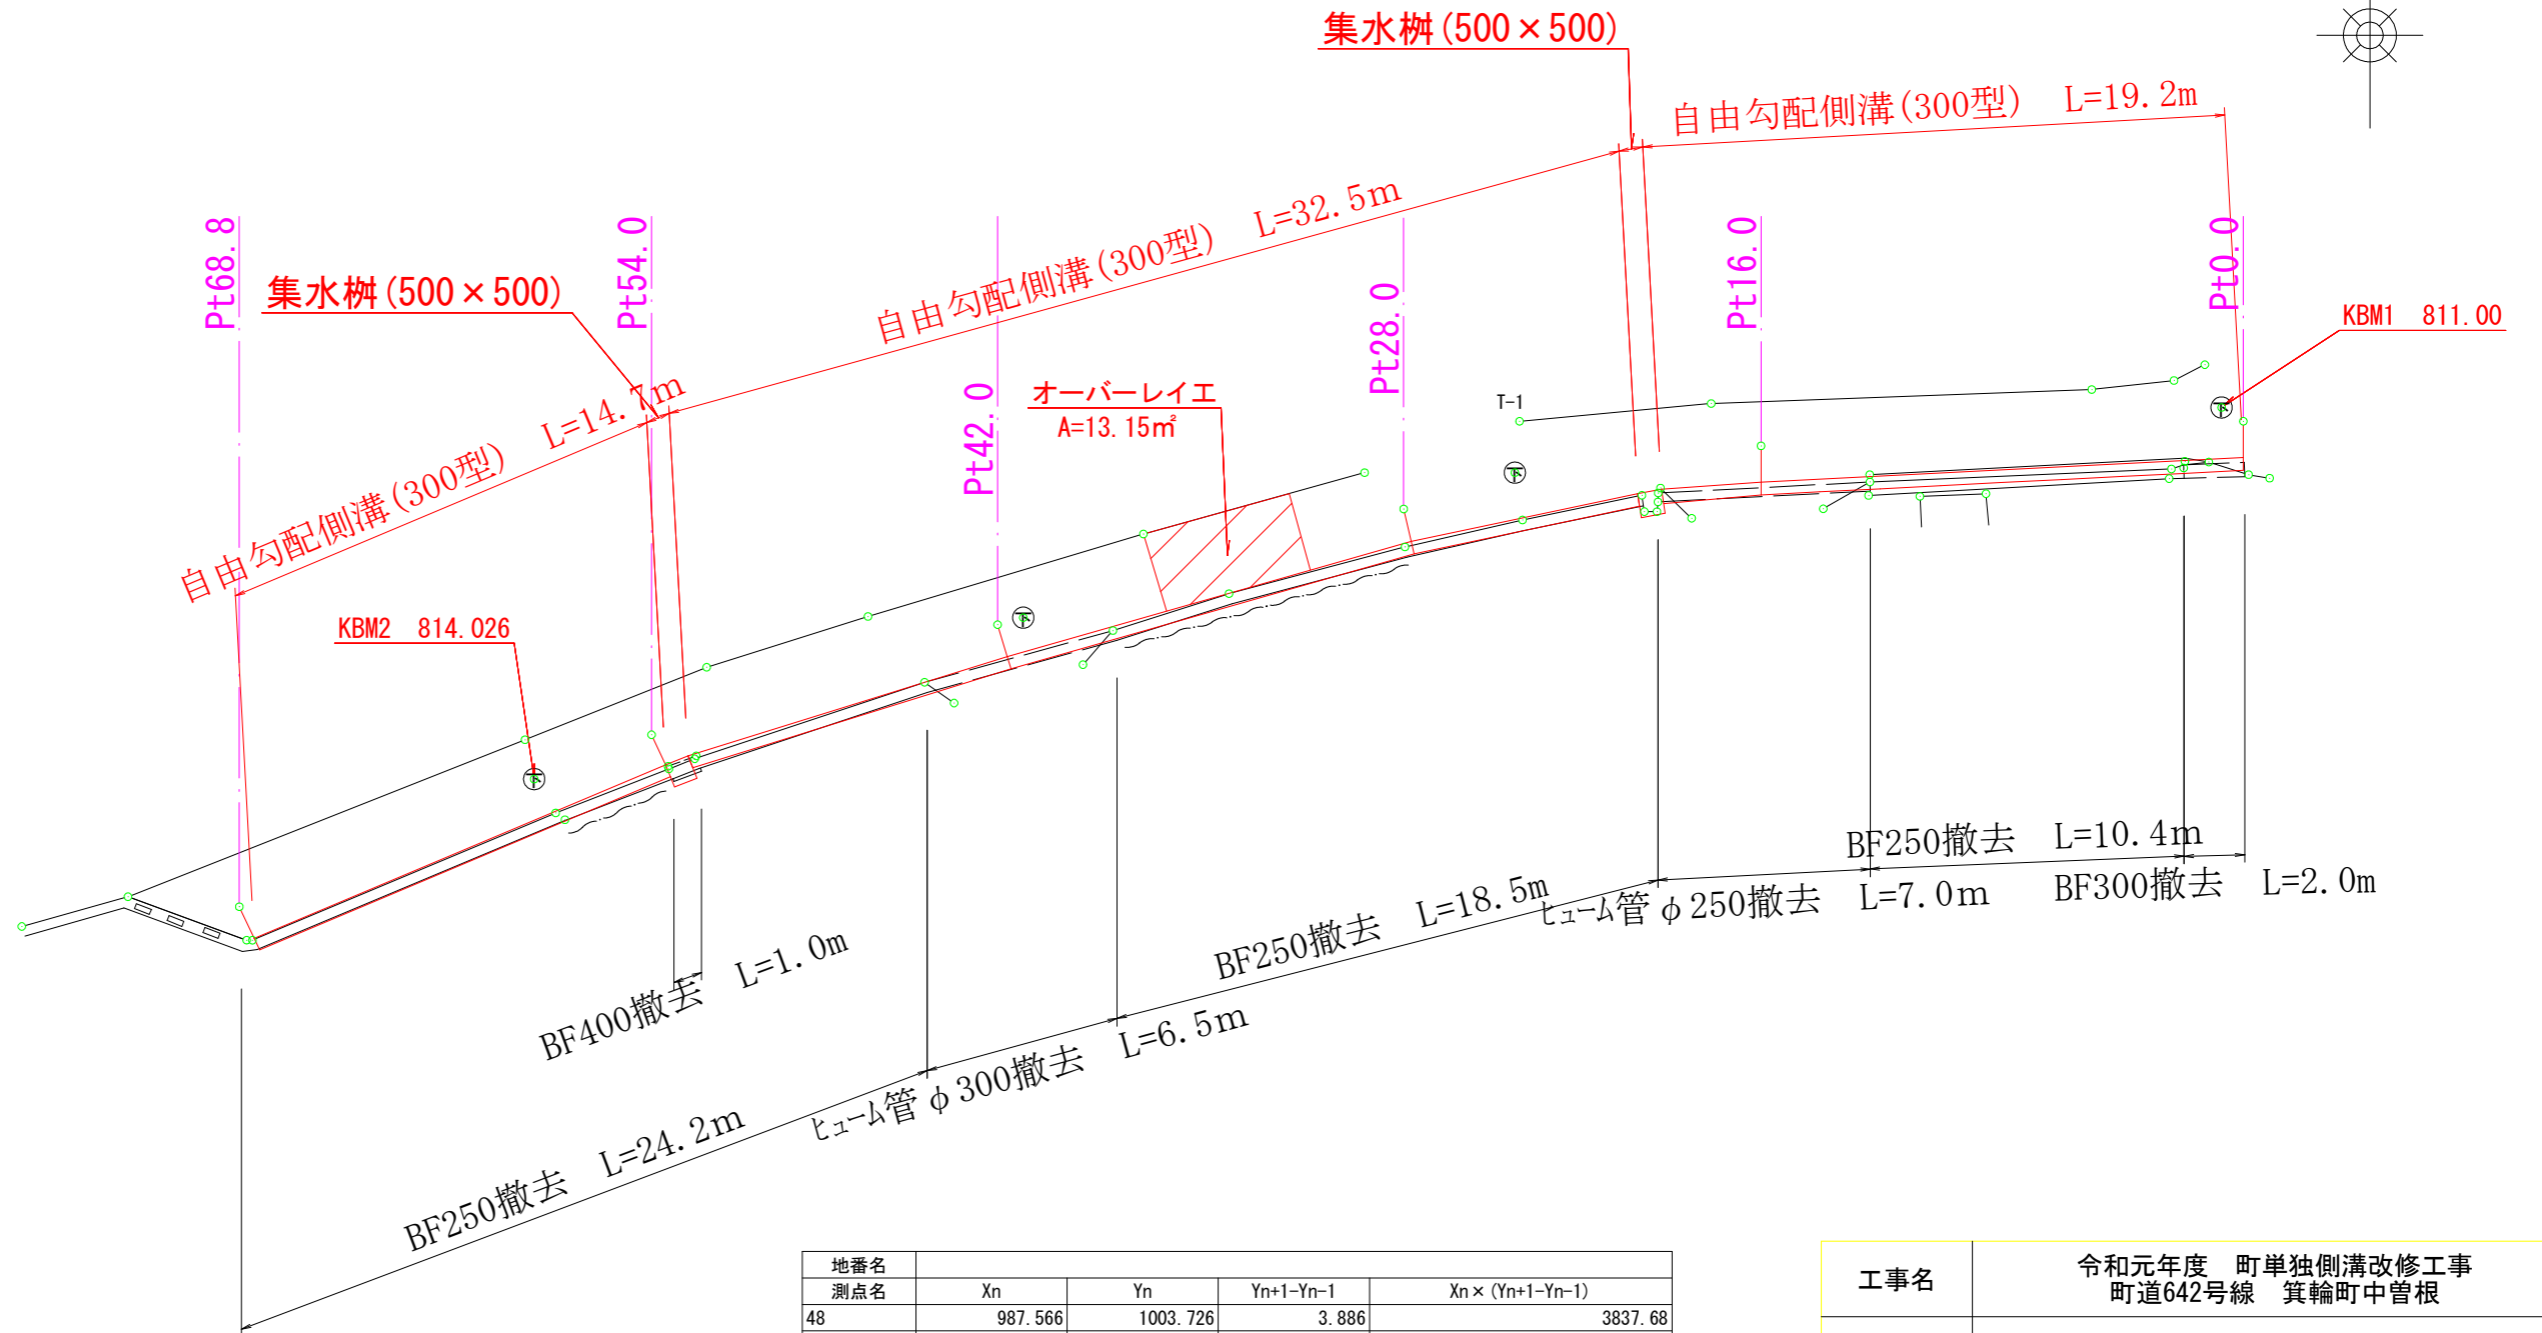 集水桝(500×500)
自由勾配側溝(300型) L=19.2m
自由勾配側溝(300型) L=32.5m
Pt68.8
Pt54.0
Pt42.0
Pt28.0
Pt16.0
Pt0.0
集水桝(500×500)
KBM1 811.00
自由勾配側溝(300型) L=14.7m
オーバーレイエ
A=13.15㎡
T-1
KBM2 814.026
BF250撤去 L=10.4m
BF300撤去 L=2.0m
ヒューム管φ250撤去 L=7.0m
BF250撤去 L=18.5m
BF400撤去 L=1.0m
ヒューム管φ300撤去 L=6.5m
BF250撤去 L=24.2m
地番名
測点名 Xn Yn Yn+1-Yn-1 Xn×(Yn+1-Yn-1)
48 987.566 1003.726 3.886 3837.68
工事名 令和元年度 町単独側溝改修工事
町道642号線 箕輪町中曽根